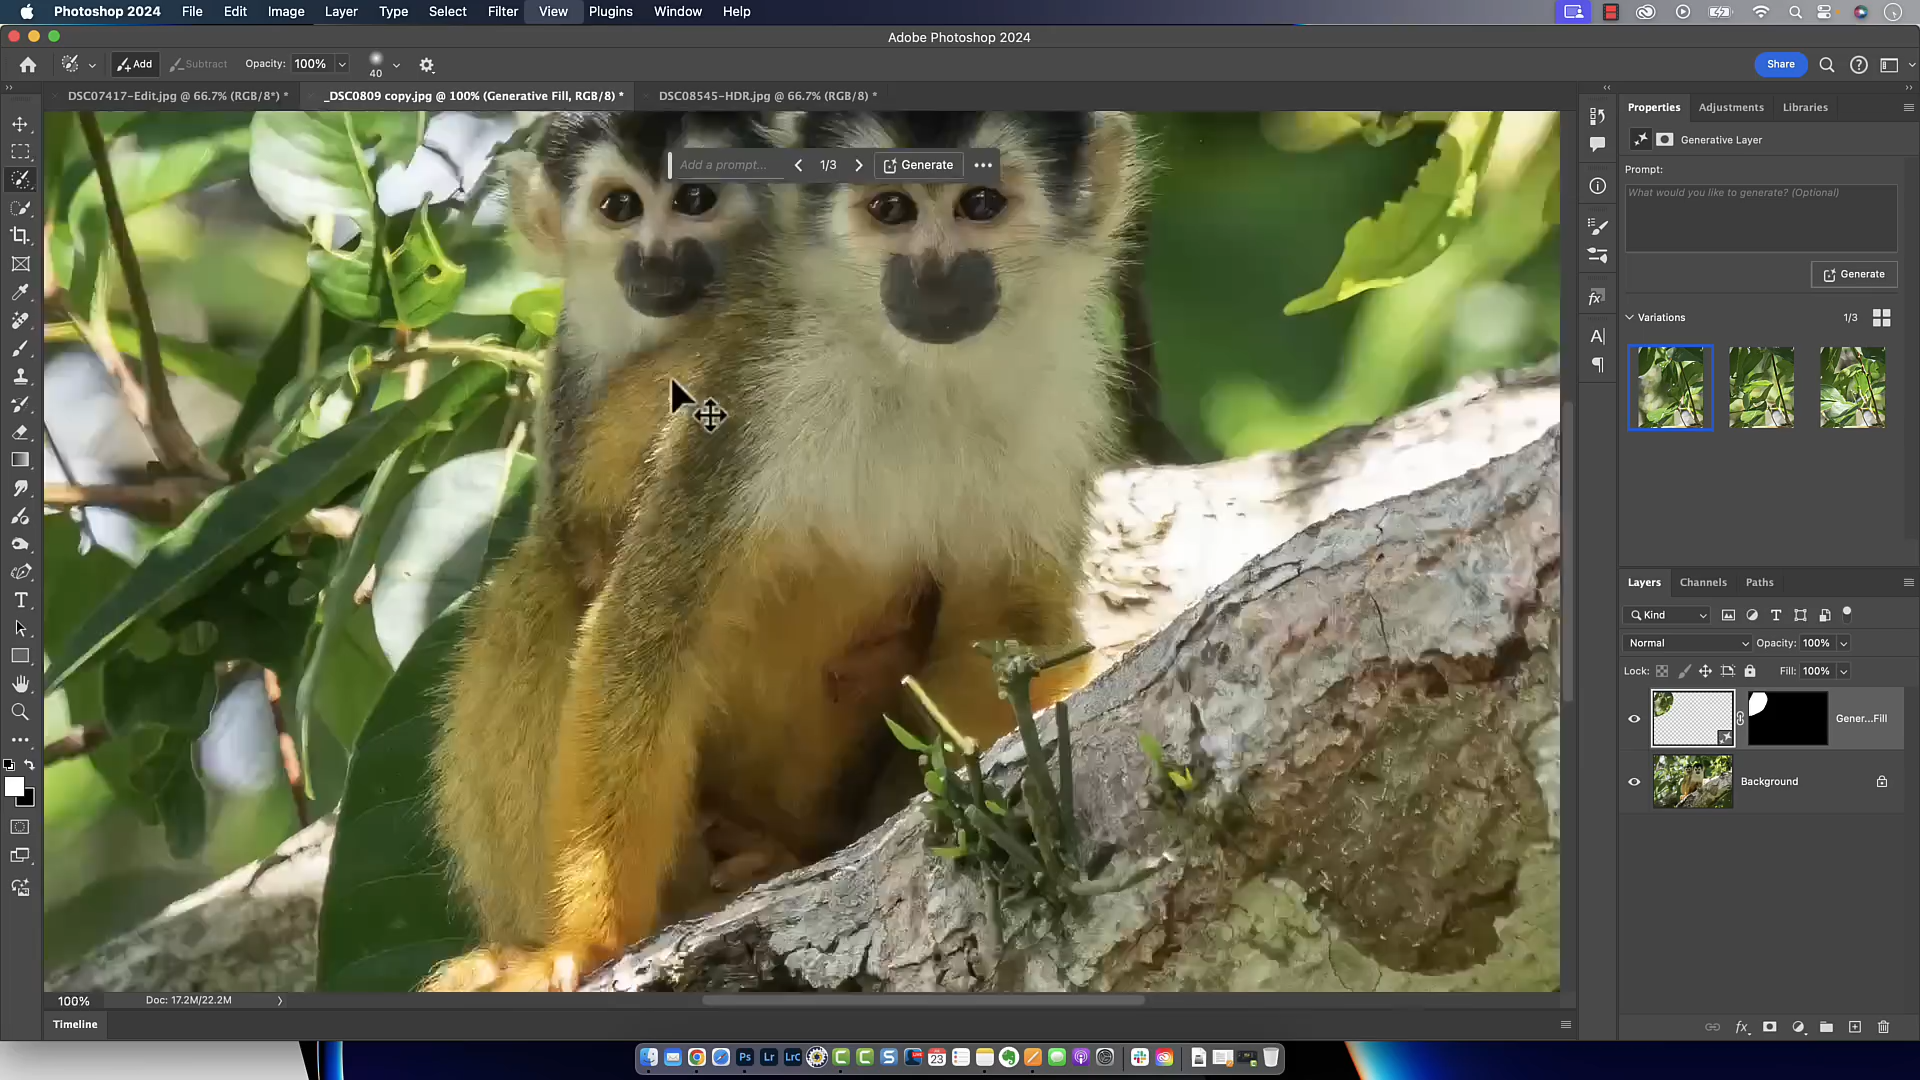 Photoshop 2024 File Edit Image Layer Type Select Filter View Plugins Window Help
Adobe Photoshop 2024
Add Subtract Opacity: 100% 40 Share
DSC07417-Edit.jpg @ 66.7% (RGB/8*) * _DSC0809 copy.jpg @ 100% (Generative Fill, RGB/8) * DSC08545-HDR.jpg @ 66.7% (RGB/8) *
Add a prompt... 1/3 Generate
Properties Adjustments Libraries
Generative Layer
Prompt:
What would you like to generate? (Optional)
Generate
Variations 1/3
Layers Channels Paths
Kind
Normal Opacity: 100%
Lock: Fill: 100%
Gener...Fill
Background
100% Doc: 17.2M/22.2M
Timeline
Ps Lr LrC 23